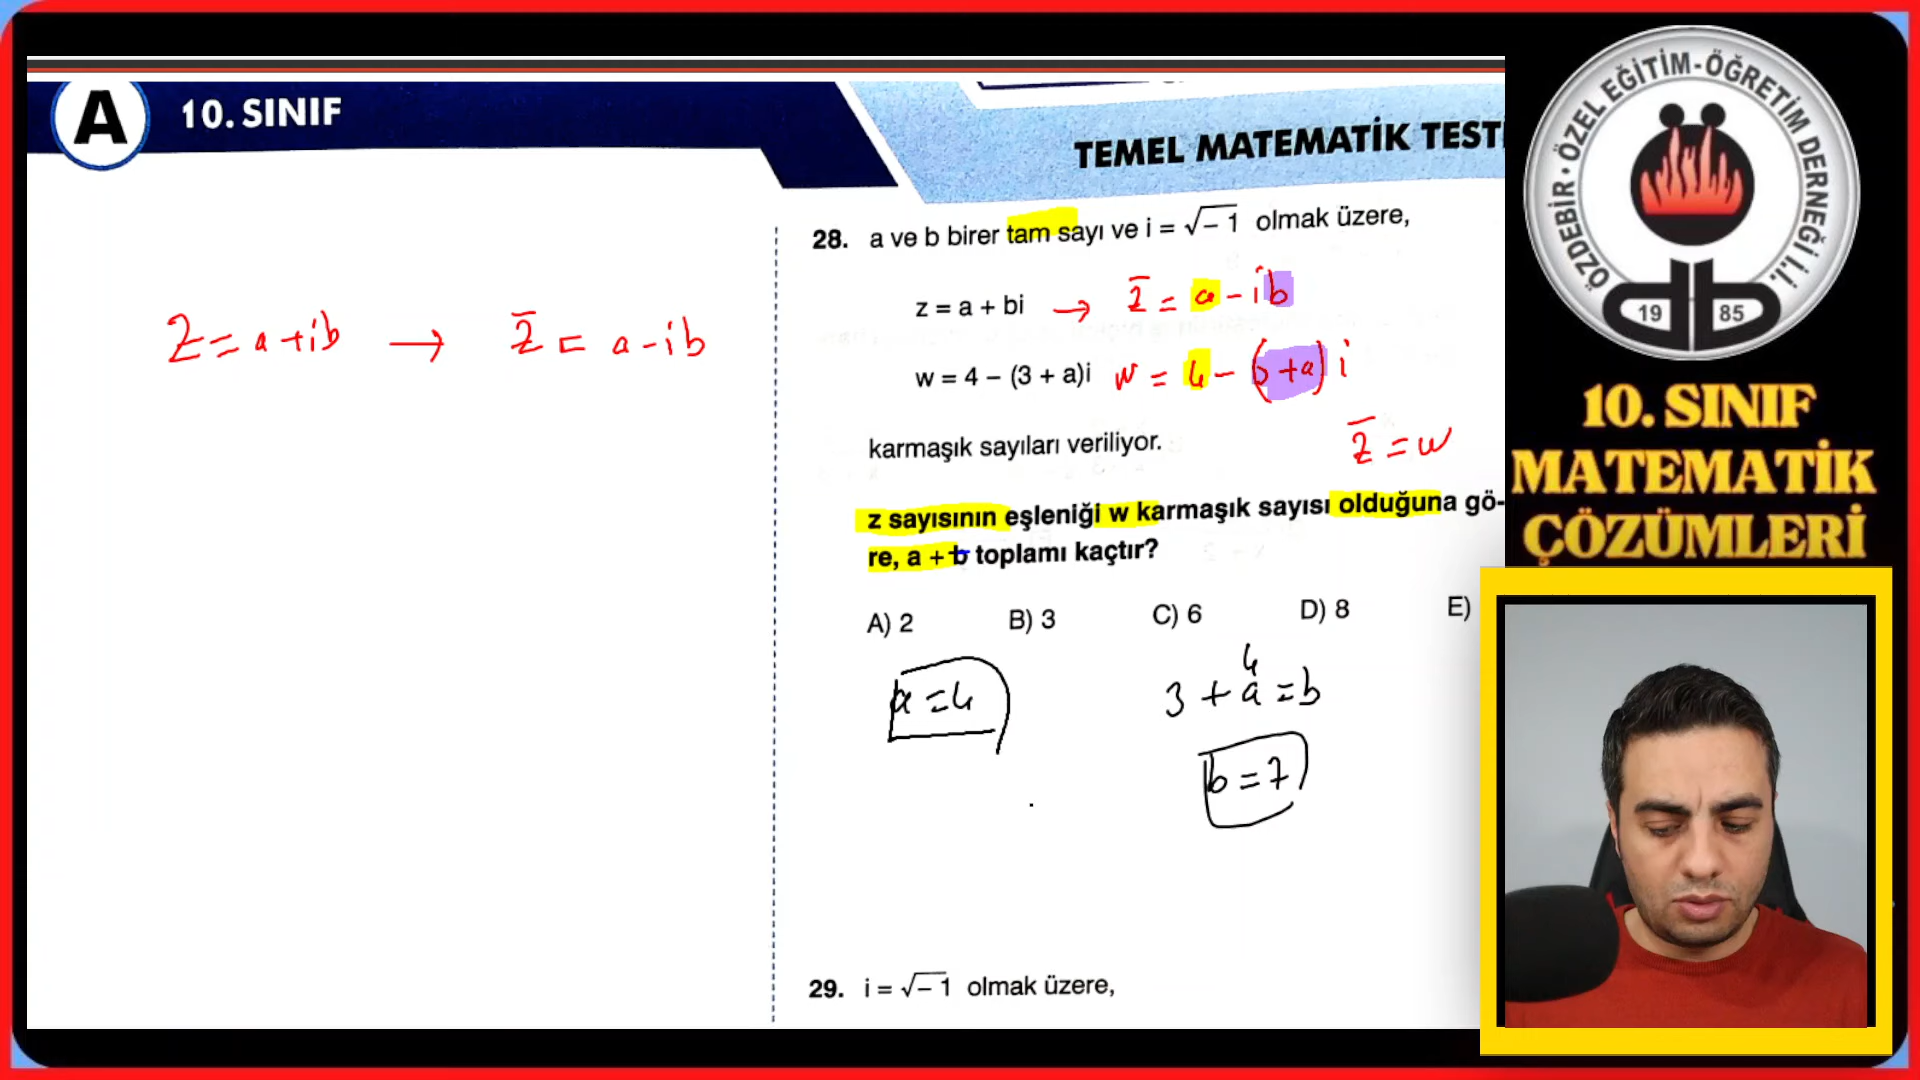 A
10. SINIF
TEMEL MATEMATİK TESTİ
z = a + ib → z̄ = a - ib
28. a ve b birer tam sayı ve i = √-1 olmak üzere,
z = a + bi → z̄ = a - ib
w = 4 - (3 + a)i w = 4 - (3+a) i
karmaşık sayıları veriliyor.
z̄ = w
z sayısının eşleniği w karmaşık sayısı olduğuna gö-
re, a + b toplamı kaçtır?
A) 2 B) 3 C) 6 D) 8 E)
4
a = 4 3 + a = b
b = 7
29. i = √-1 olmak üzere,
ÖZDEBİR · ÖZEL EĞİTİM - ÖĞRETİM DERNEĞİ İ.İ.
19 85
10. SINIF
MATEMATİK
ÇÖZÜMLERİ